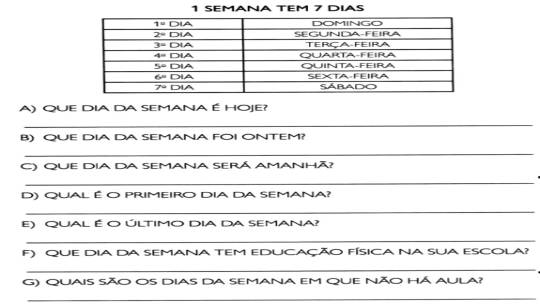 1 SEMANA TEM 7 DIAS
1º DIA DOMINGO
2º DIA SEGUNDA-FEIRA
3º DIA TERÇA-FEIRA
4º DIA QUARTA-FEIRA
5º DIA QUINTA-FEIRA
6º DIA SEXTA-FEIRA
7º DIA SÁBADO
A) QUE DIA DA SEMANA É HOJE?
B) QUE DIA DA SEMANA FOI ONTEM?
C) QUE DIA DA SEMANA SERÁ AMANHÃ?
D) QUAL É O PRIMEIRO DIA DA SEMANA?
E) QUAL É O ÚLTIMO DIA DA SEMANA?
F) QUE DIA DA SEMANA TEM EDUCAÇÃO FÍSICA NA SUA ESCOLA?
G) QUAIS SÃO OS DIAS DA SEMANA EM QUE NÃO HÁ AULA?